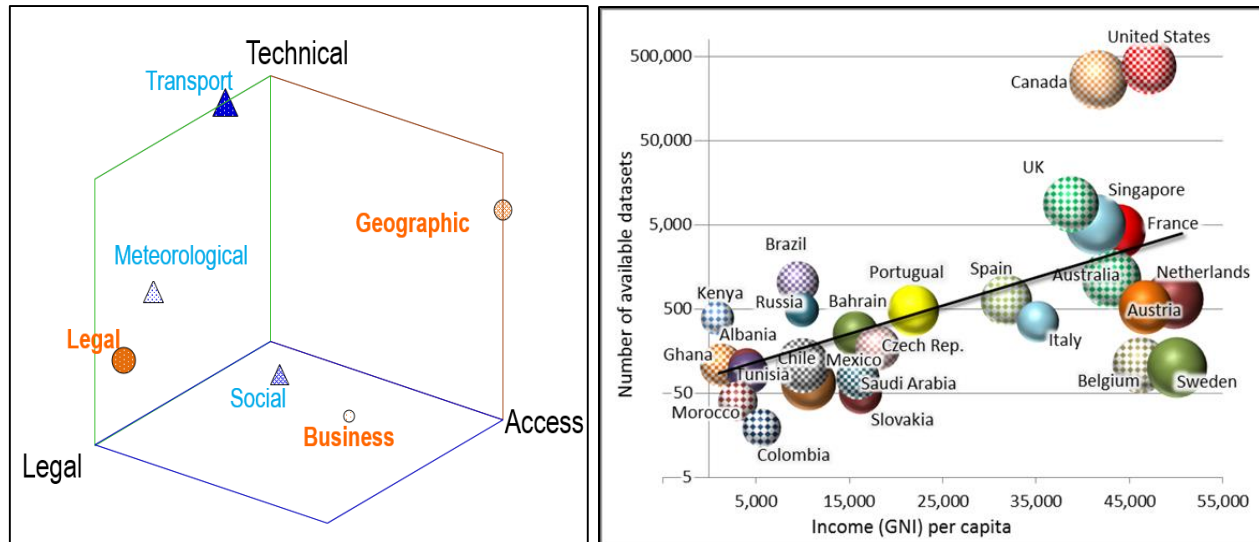 Technical
Transport
Geographic
Meteorological
Legal
Social
Business
Access
Legal
United States
500,000
Canada
50,000
UK
Singapore
5,000
France
Brazil
Portugual
Spain
Australia
Netherlands
Kenya
Russia
Bahrain
500
Austria
Albania
Italy
Ghana
Chile
Mexico
Czech Rep.
Tunisia
Saudi Arabia
Belgium
Sweden
50
Morocco
Slovakia
Colombia
5
5,000
15,000
25,000
35,000
45,000
55,000
Number of available datasets
Income (GNI) per capita